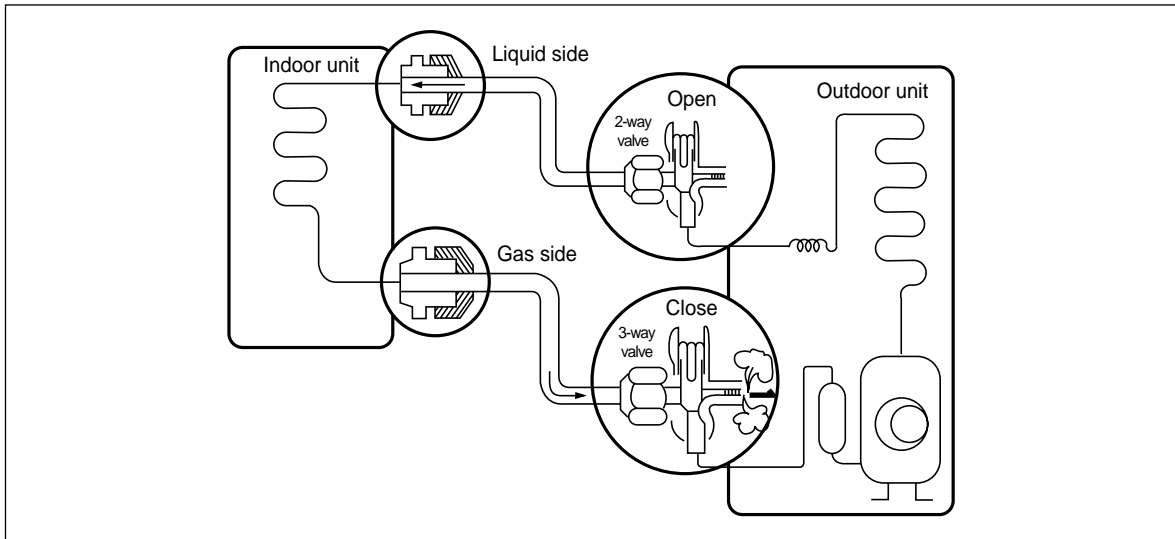 Indoor unit
Liquid side
Open
2-way
valve
Outdoor unit
Gas side
Close
3-way
valve